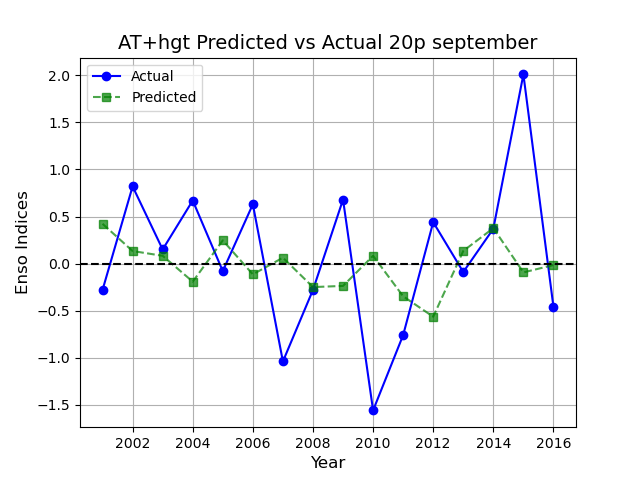 AT+hgt Predicted vs Actual 20p september
Actual
Predicted
2.0
1.5
1.0
0.5
0.0
−0.5
−1.0
−1.5
Enso Indices
2002 2004 2006 2008 2010 2012 2014 2016
Year